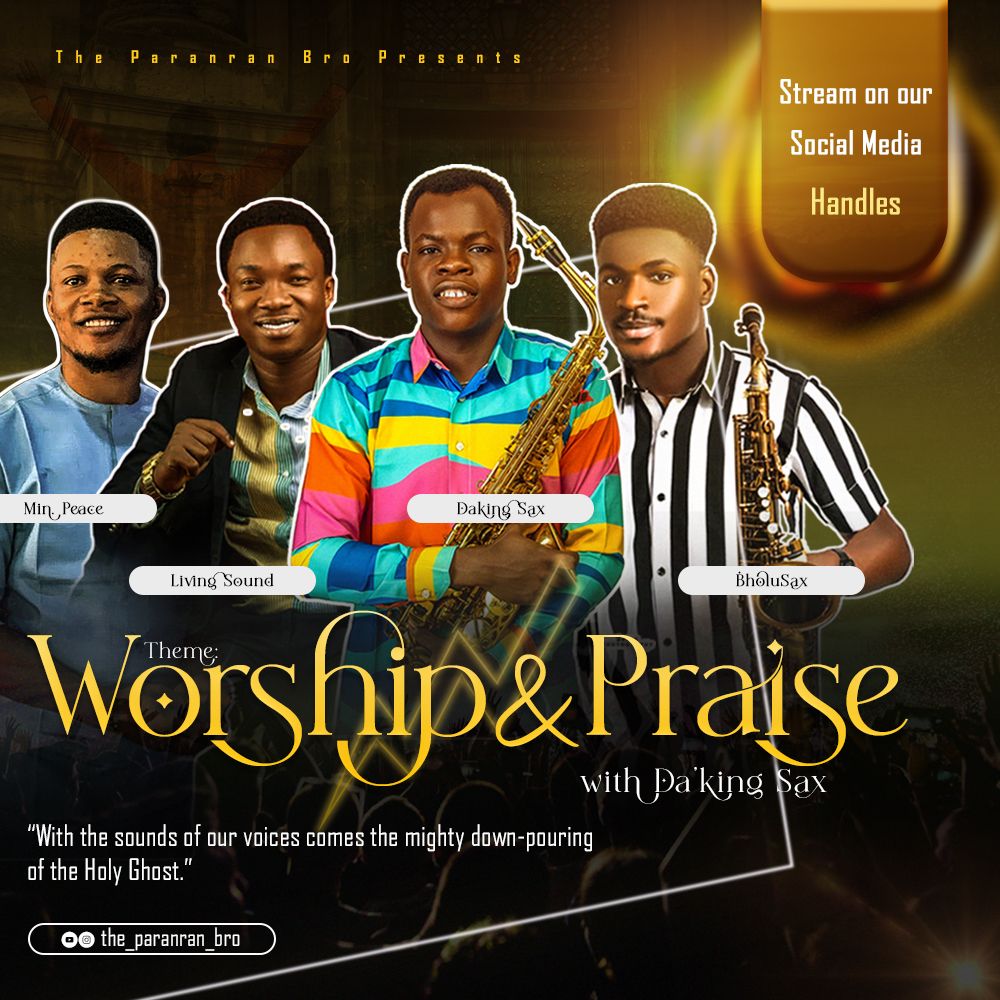 The Paranran Bro Presents
Stream on our
Social Media
Handles
Min. Peace
Daking Sax
Living Sound
BholuSax
Theme:
Worship & Praise
with Da'king Sax
“With the sounds of our voices comes the mighty down-pouring
of the Holy Ghost.”
the_paranran_bro